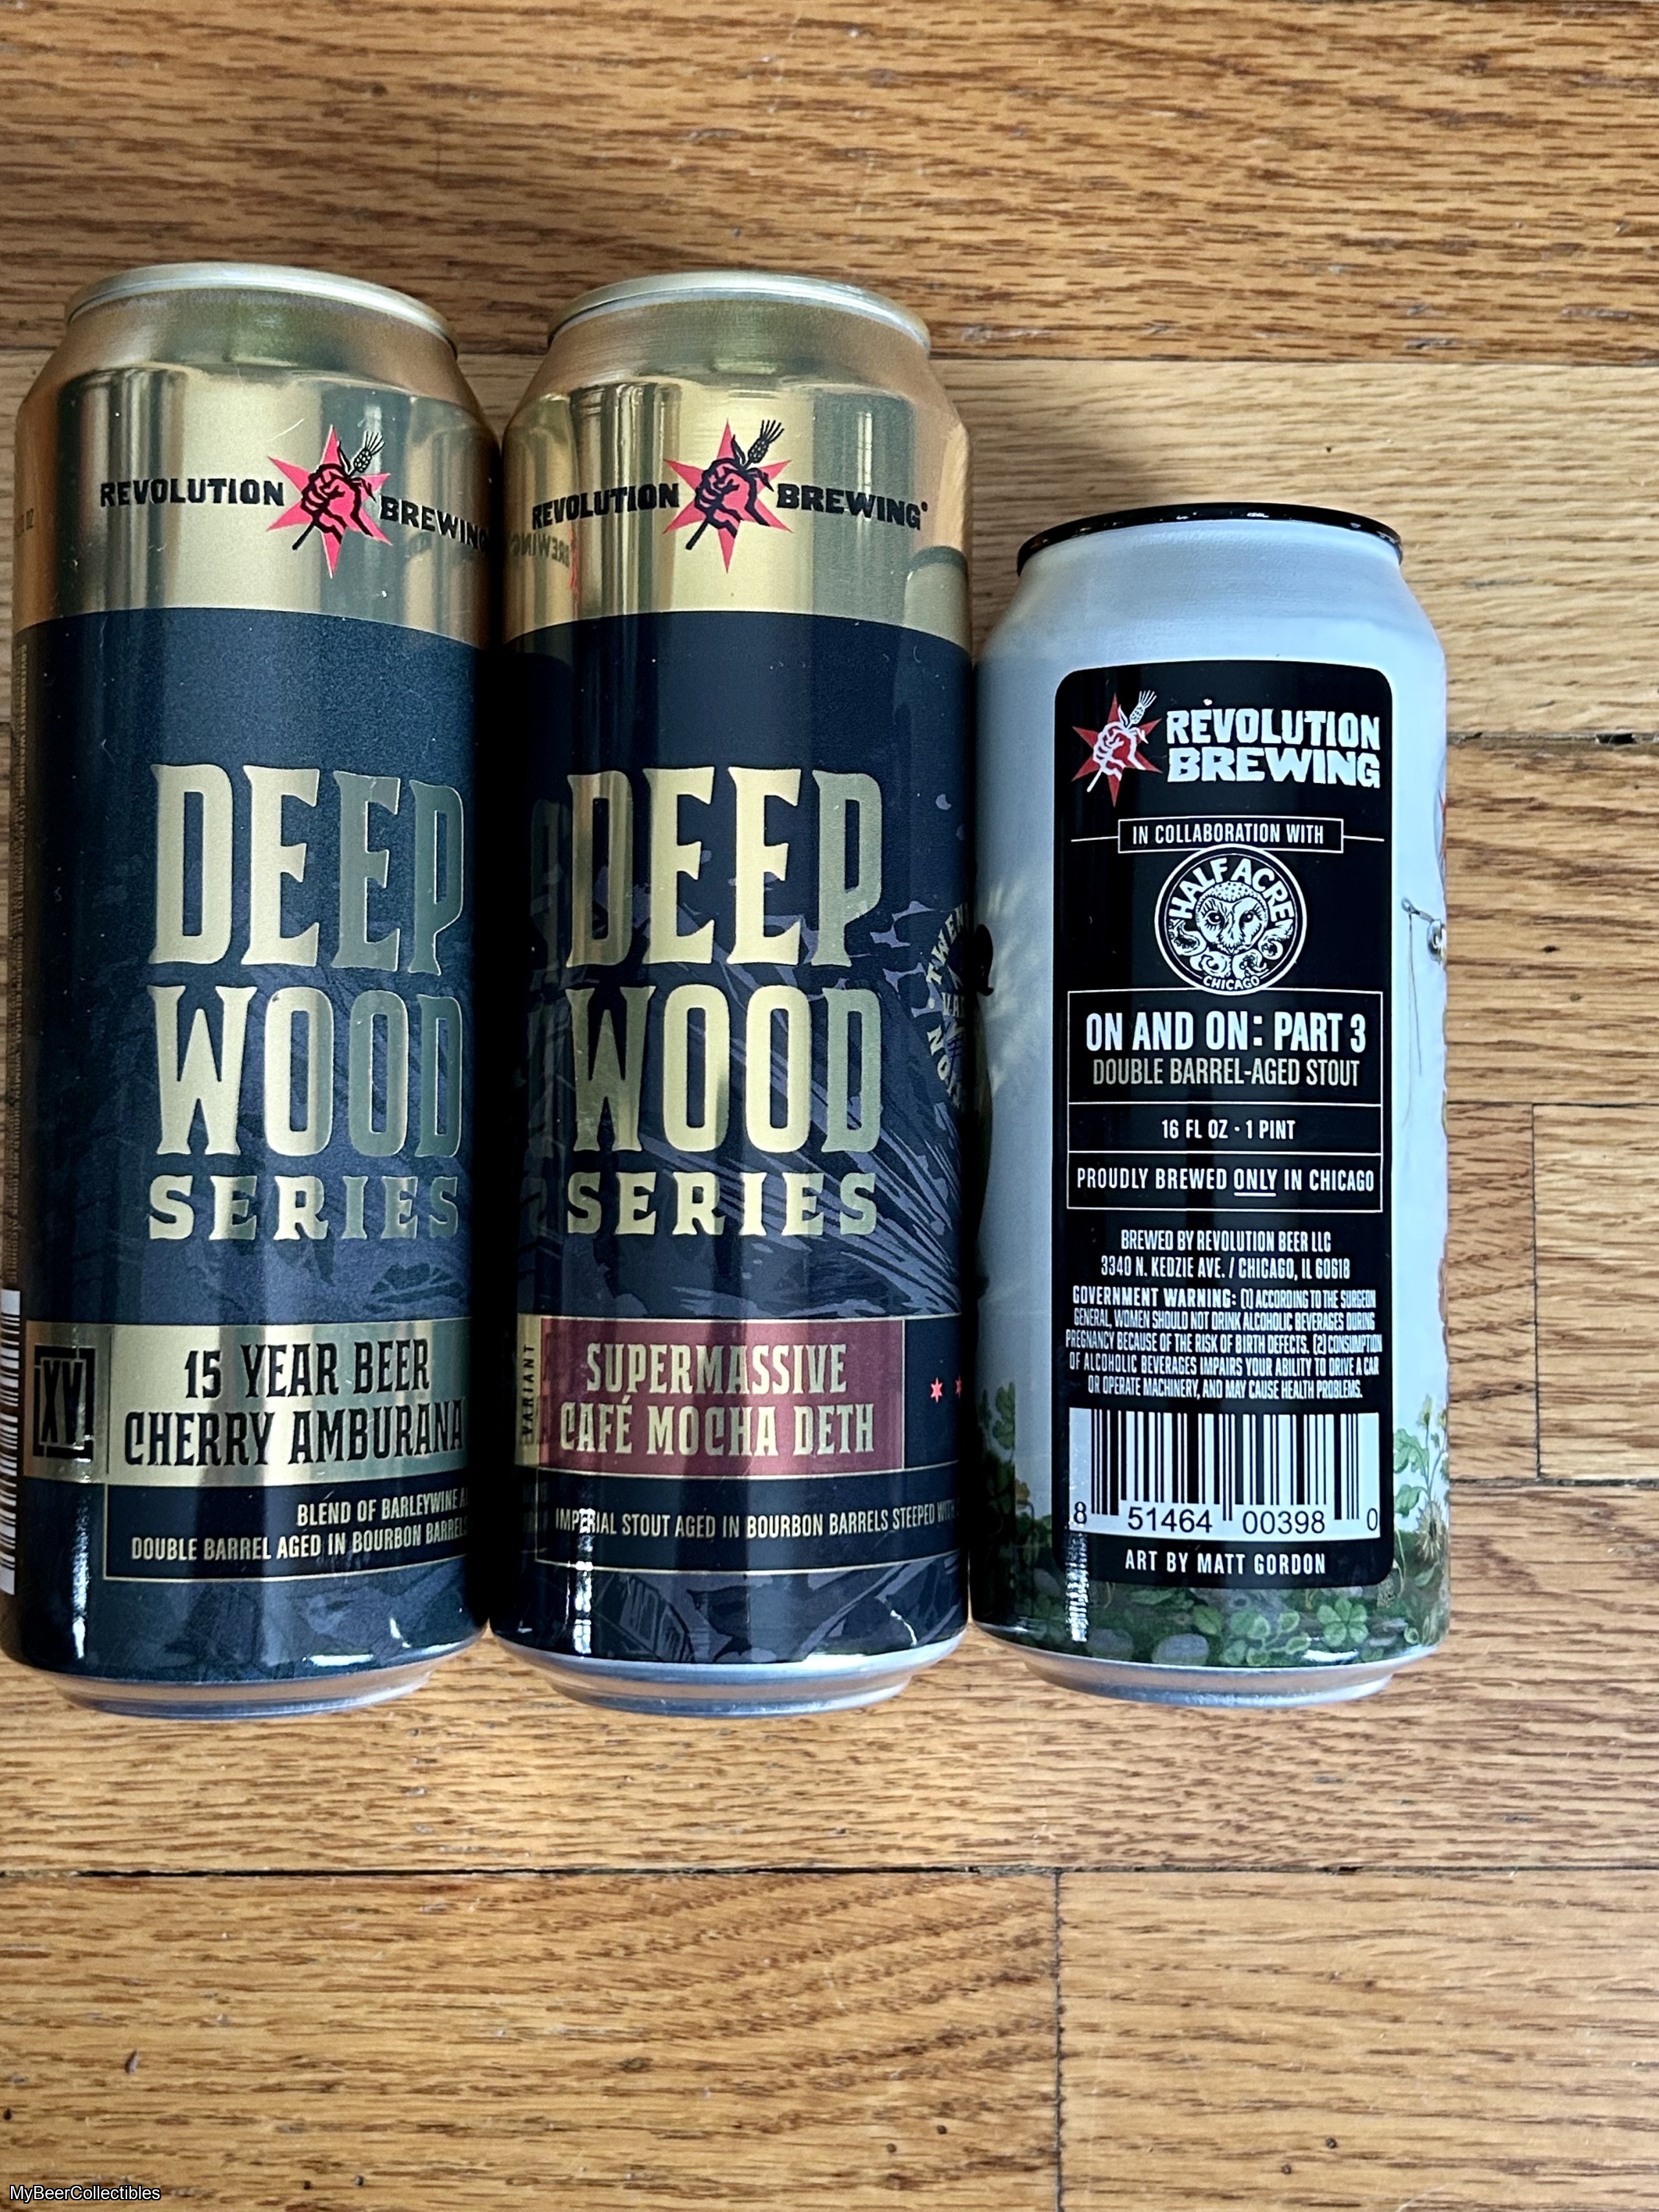 REVOLUTION BREWING
DEEP
WOOD
SERIES
XV
15 YEAR BEER
CHERRY AMBURANA
BLEND OF BARLEYWINE
DOUBLE BARREL AGED IN BOURBON BARRELS
REVOLUTION BREWING
DEEP
WOOD
SERIES
VARIANT
SUPERMASSIVE
CAFÉ MOCHA DETH
IMPERIAL STOUT AGED IN BOURBON BARRELS STEEPED WITH
REVOLUTION
BREWING
IN COLLABORATION WITH
HALF ACRE
CHICAGO
ON AND ON: PART 3
DOUBLE BARREL-AGED STOUT
16 FL OZ - 1 PINT
PROUDLY BREWED ONLY IN CHICAGO
BREWED BY REVOLUTION BEER LLC
3340 N. KEDZIE AVE. / CHICAGO, IL 60618
GOVERNMENT WARNING: (1) ACCORDING TO THE SURGEON
GENERAL, WOMEN SHOULD NOT DRINK ALCOHOLIC BEVERAGES DURING
PREGNANCY BECAUSE OF THE RISK OF BIRTH DEFECTS. (2) CONSUMPTION
OF ALCOHOLIC BEVERAGES IMPAIRS YOUR ABILITY TO DRIVE A CAR
OR OPERATE MACHINERY, AND MAY CAUSE HEALTH PROBLEMS.
8 51464 00398 0
ART BY MATT GORDON
MyBeerCollectibles